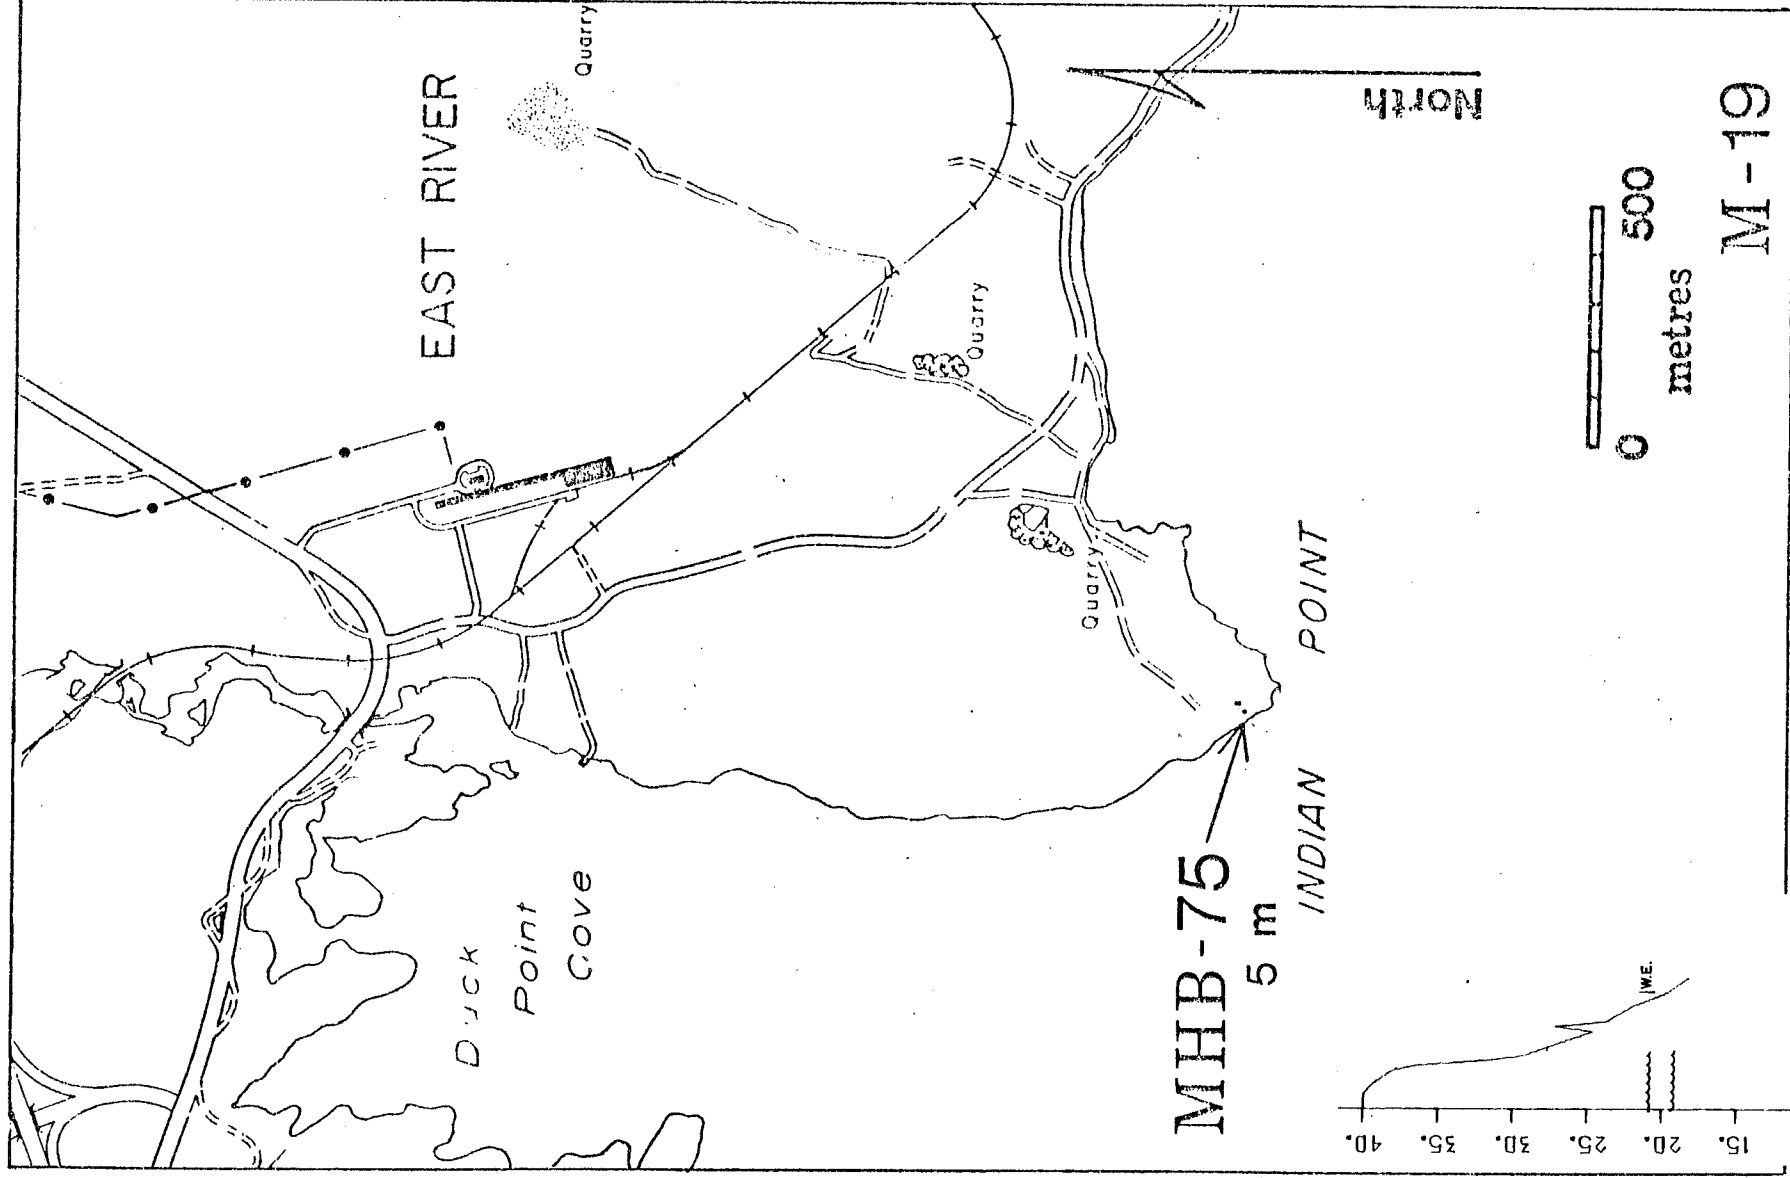 Quarry
EAST RIVER
North
Quarry
Quarry
Duck
Point
Cove
INDIAN POINT
MHB-75
5 m
0 500
metres
M-19
W.E.
40.
35.
30.
25.
20.
15.